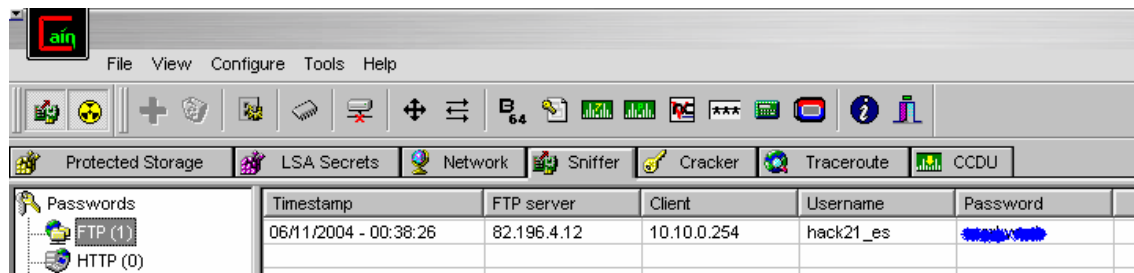 Cain
File View Configure Tools Help
B64
Protected Storage LSA Secrets Network Sniffer Cracker Traceroute CCDU
Passwords
FTP (1)
HTTP (0)
Timestamp FTP server Client Username Password
06/11/2004 - 00:38:26 82.196.4.12 10.10.0.254 hack21_es